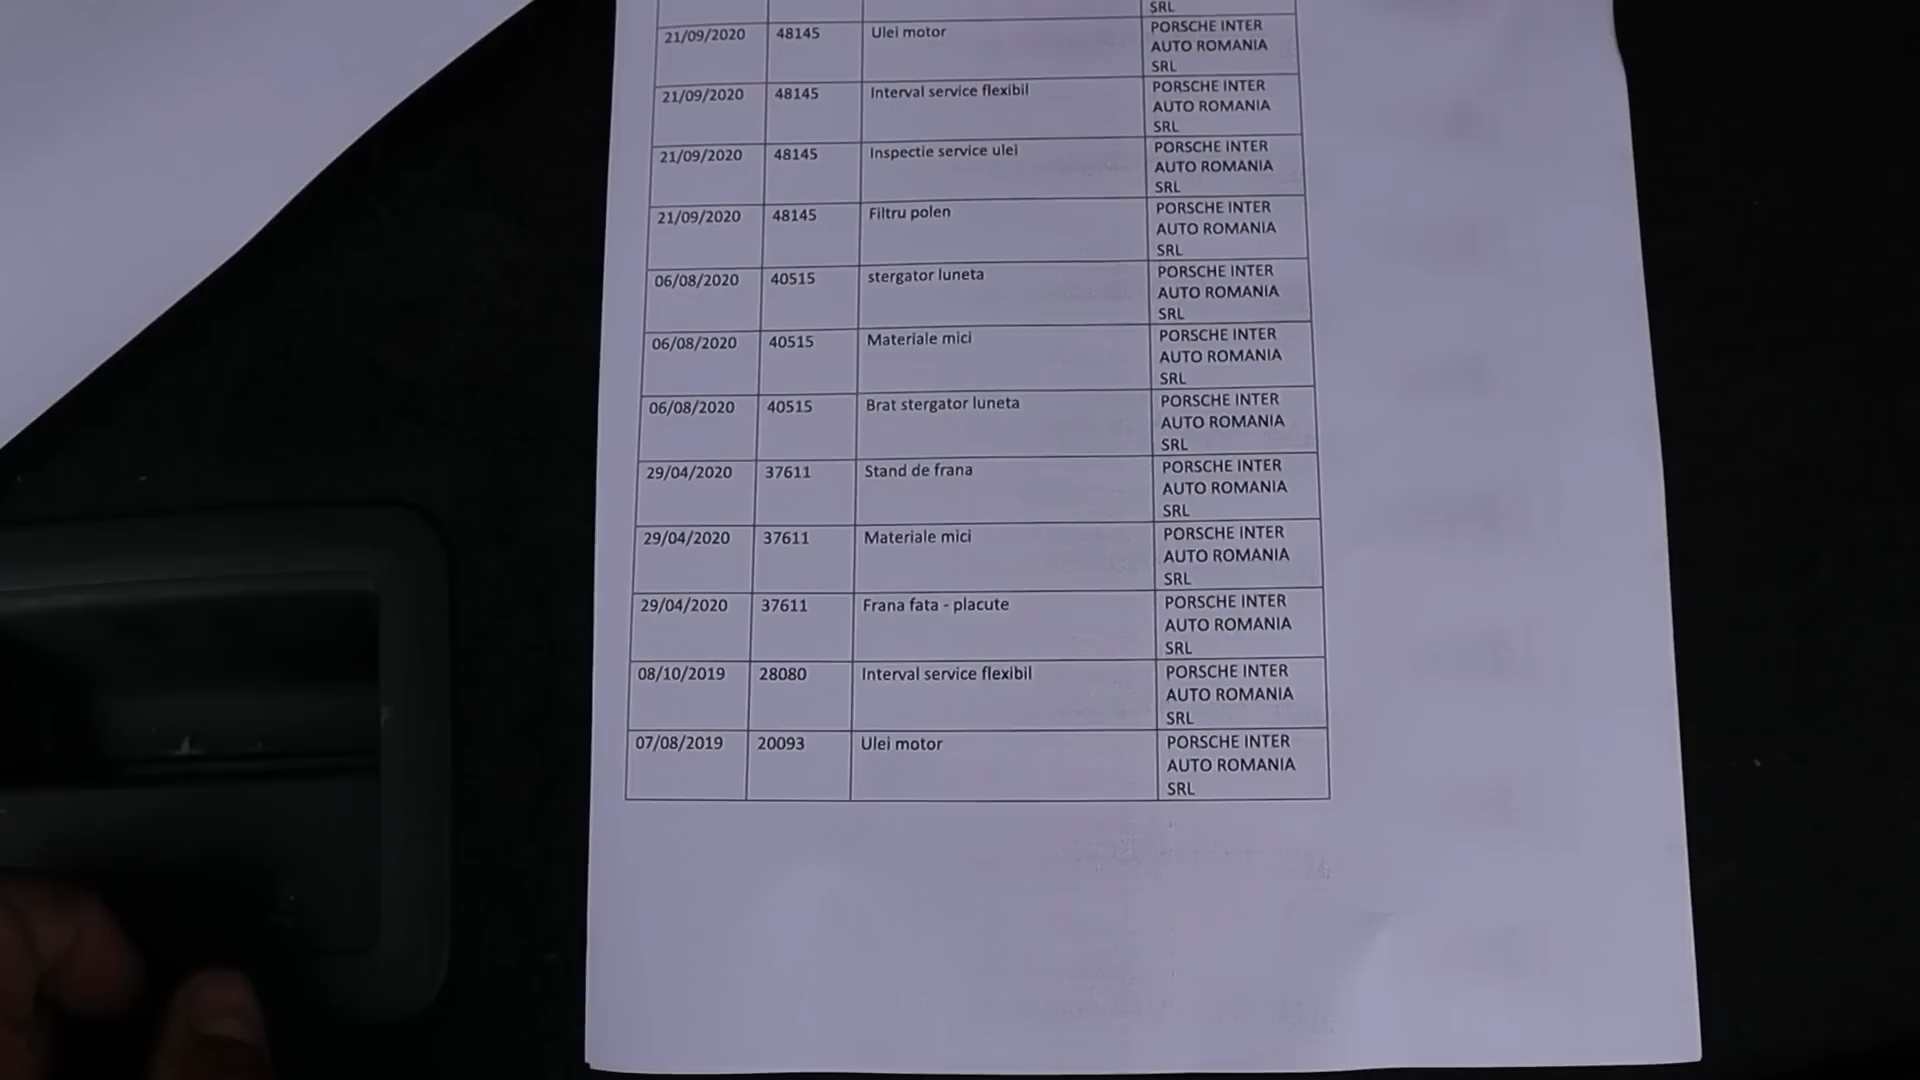 SRL
21/09/2020 48145 Ulei motor PORSCHE INTER
AUTO ROMANIA
SRL
21/09/2020 48145 Interval service flexibil PORSCHE INTER
AUTO ROMANIA
SRL
21/09/2020 48145 Inspectie service ulei PORSCHE INTER
AUTO ROMANIA
SRL
21/09/2020 48145 Filtru polen PORSCHE INTER
AUTO ROMANIA
SRL
06/08/2020 40515 stergator luneta PORSCHE INTER
AUTO ROMANIA
SRL
06/08/2020 40515 Materiale mici PORSCHE INTER
AUTO ROMANIA
SRL
06/08/2020 40515 Brat stergator luneta PORSCHE INTER
AUTO ROMANIA
SRL
29/04/2020 37611 Stand de frana PORSCHE INTER
AUTO ROMANIA
SRL
29/04/2020 37611 Materiale mici PORSCHE INTER
AUTO ROMANIA
SRL
29/04/2020 37611 Frana fata - placute PORSCHE INTER
AUTO ROMANIA
SRL
08/10/2019 28080 Interval service flexibil PORSCHE INTER
AUTO ROMANIA
SRL
07/08/2019 20093 Ulei motor PORSCHE INTER
AUTO ROMANIA
SRL